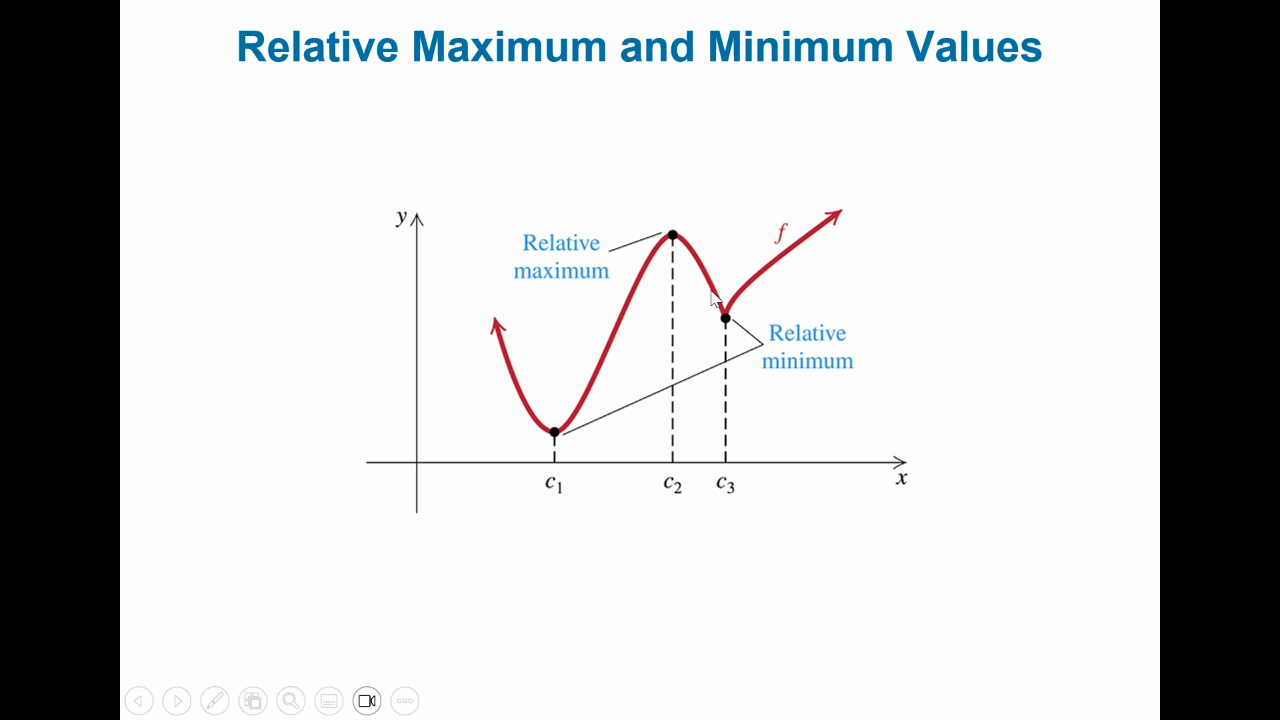 Relative Maximum and Minimum Values
y
Relative
maximum
f
Relative
minimum
c₁ c₂ c₃ x